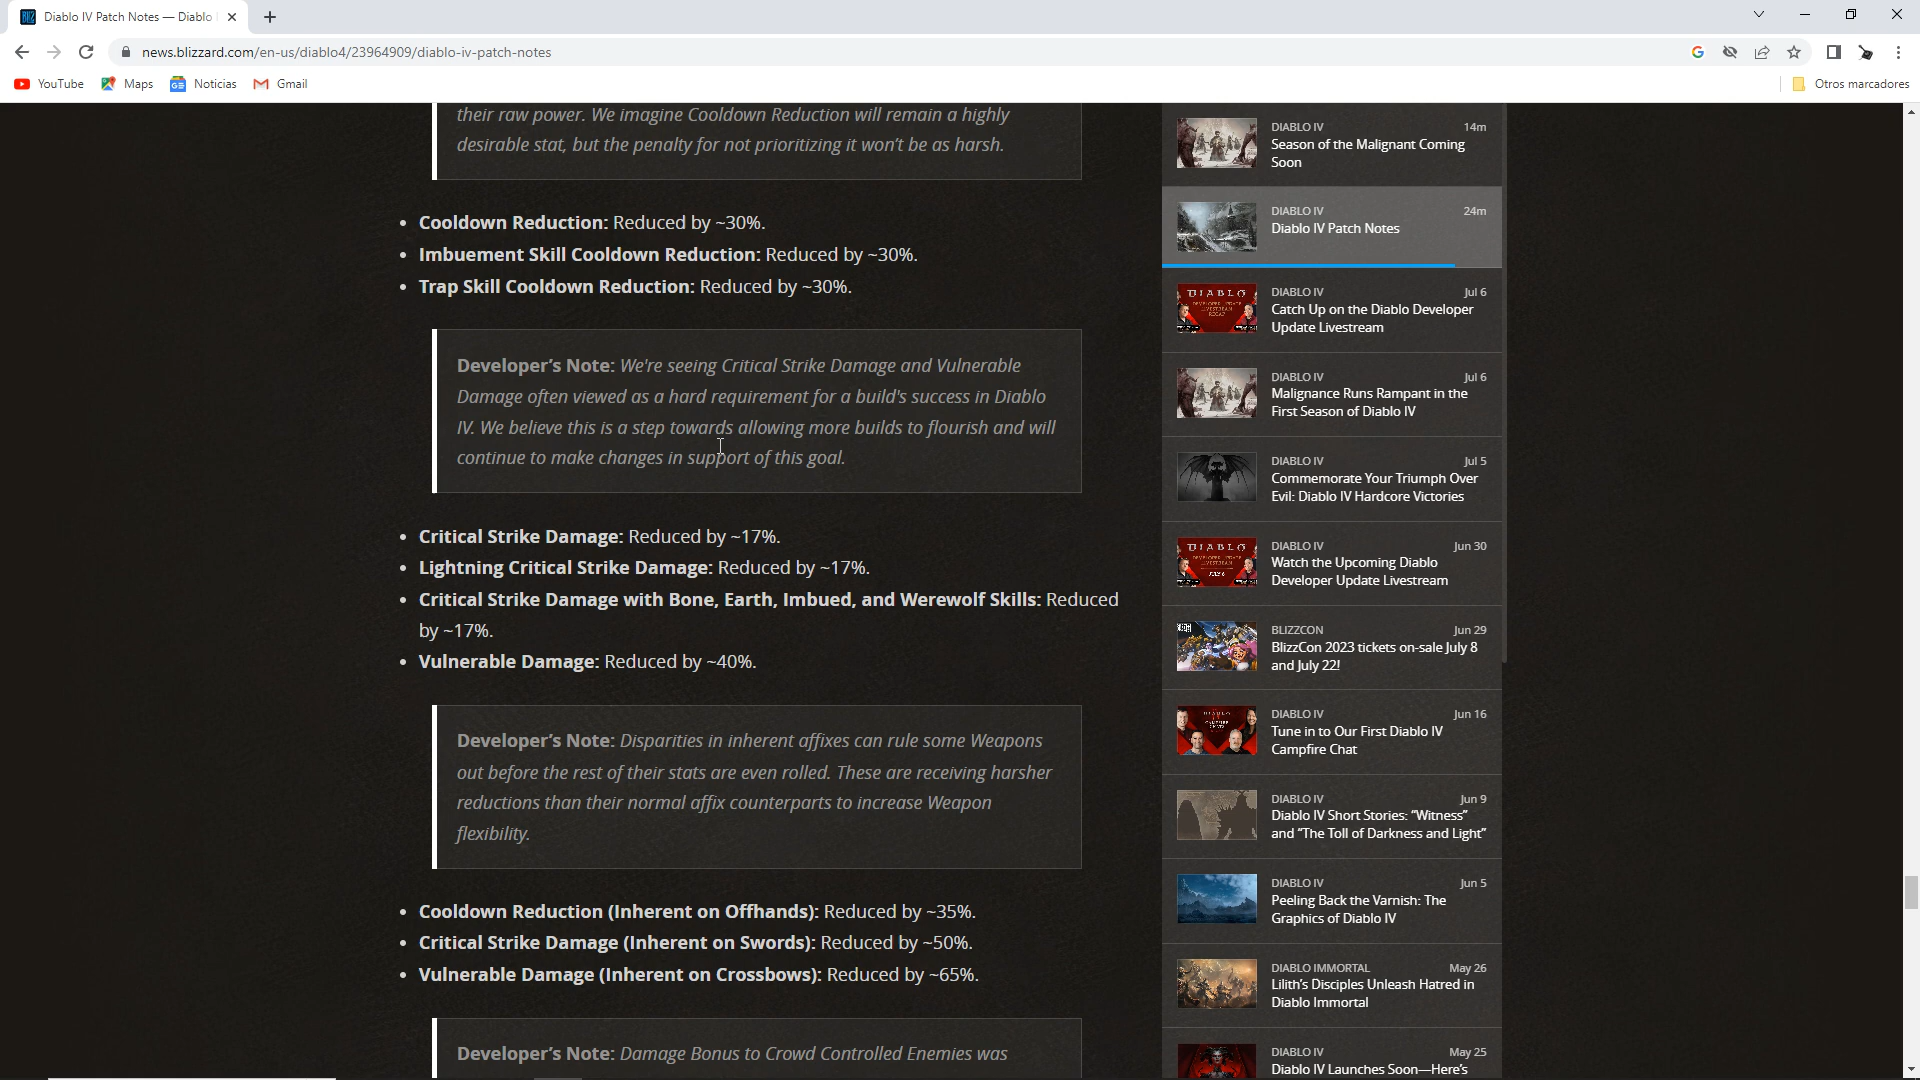 Diablo IV Patch Notes — Diablo
news.blizzard.com/en-us/diablo4/23964909/diablo-iv-patch-notes
YouTube
Maps
Noticias
Gmail
Otros marcadores
their raw power. We imagine Cooldown Reduction will remain a highly
desirable stat, but the penalty for not prioritizing it won't be as harsh.
• Cooldown Reduction: Reduced by ~30%.
• Imbuement Skill Cooldown Reduction: Reduced by ~30%.
• Trap Skill Cooldown Reduction: Reduced by ~30%.
Developer's Note: We're seeing Critical Strike Damage and Vulnerable
Damage often viewed as a hard requirement for a build's success in Diablo
IV. We believe this is a step towards allowing more builds to flourish and will
continue to make changes in support of this goal.
• Critical Strike Damage: Reduced by ~17%.
• Lightning Critical Strike Damage: Reduced by ~17%.
• Critical Strike Damage with Bone, Earth, Imbued, and Werewolf Skills: Reduced
by ~17%.
• Vulnerable Damage: Reduced by ~40%.
Developer's Note: Disparities in inherent affixes can rule some Weapons
out before the rest of their stats are even rolled. These are receiving harsher
reductions than their normal affix counterparts to increase Weapon
flexibility.
• Cooldown Reduction (Inherent on Offhands): Reduced by ~35%.
• Critical Strike Damage (Inherent on Swords): Reduced by ~50%.
• Vulnerable Damage (Inherent on Crossbows): Reduced by ~65%.
Developer's Note: Damage Bonus to Crowd Controlled Enemies was
DIABLO IV 14m
Season of the Malignant Coming
Soon
DIABLO IV 24m
Diablo IV Patch Notes
DIABLO IV Jul 6
Catch Up on the Diablo Developer
Update Livestream
DIABLO IV Jul 6
Malignance Runs Rampant in the
First Season of Diablo IV
DIABLO IV Jul 5
Commemorate Your Triumph Over
Evil: Diablo IV Hardcore Victories
DIABLO IV Jun 30
Watch the Upcoming Diablo
Developer Update Livestream
BLIZZCON Jun 29
BlizzCon 2023 tickets on-sale July 8
and July 22!
DIABLO IV Jun 16
Tune in to Our First Diablo IV
Campfire Chat
DIABLO IV Jun 9
Diablo IV Short Stories: "Witness"
and "The Toll of Darkness and Light"
DIABLO IV Jun 5
Peeling Back the Varnish: The
Graphics of Diablo IV
DIABLO IMMORTAL May 26
Lilith's Disciples Unleash Hatred in
Diablo Immortal
DIABLO IV May 25
Diablo IV Launches Soon—Here's